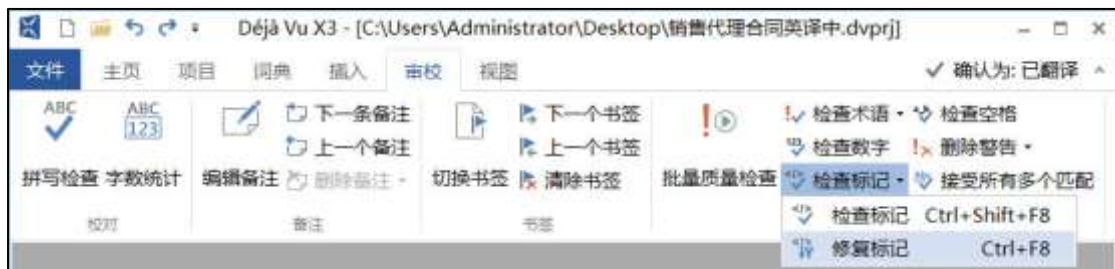 Déjà Vu X3 - [C:\Users\Administrator\Desktop\销售代理合同英译中.dvprj]
文件 主页 项目 词典 插入 审校 视图 确认为: 已翻译
ABC ABC 123
下一条备注 下一个书签 检查术语 检查空格
上一个备注 上一个书签 检查数字 删除警告
拼写检查 字数统计 编辑备注 删除备注 切换书签 清除书签 批量质量检查 检查标记 接受所有多个匹配
校对 备注 书签
检查标记 Ctrl+Shift+F8
修复标记 Ctrl+F8